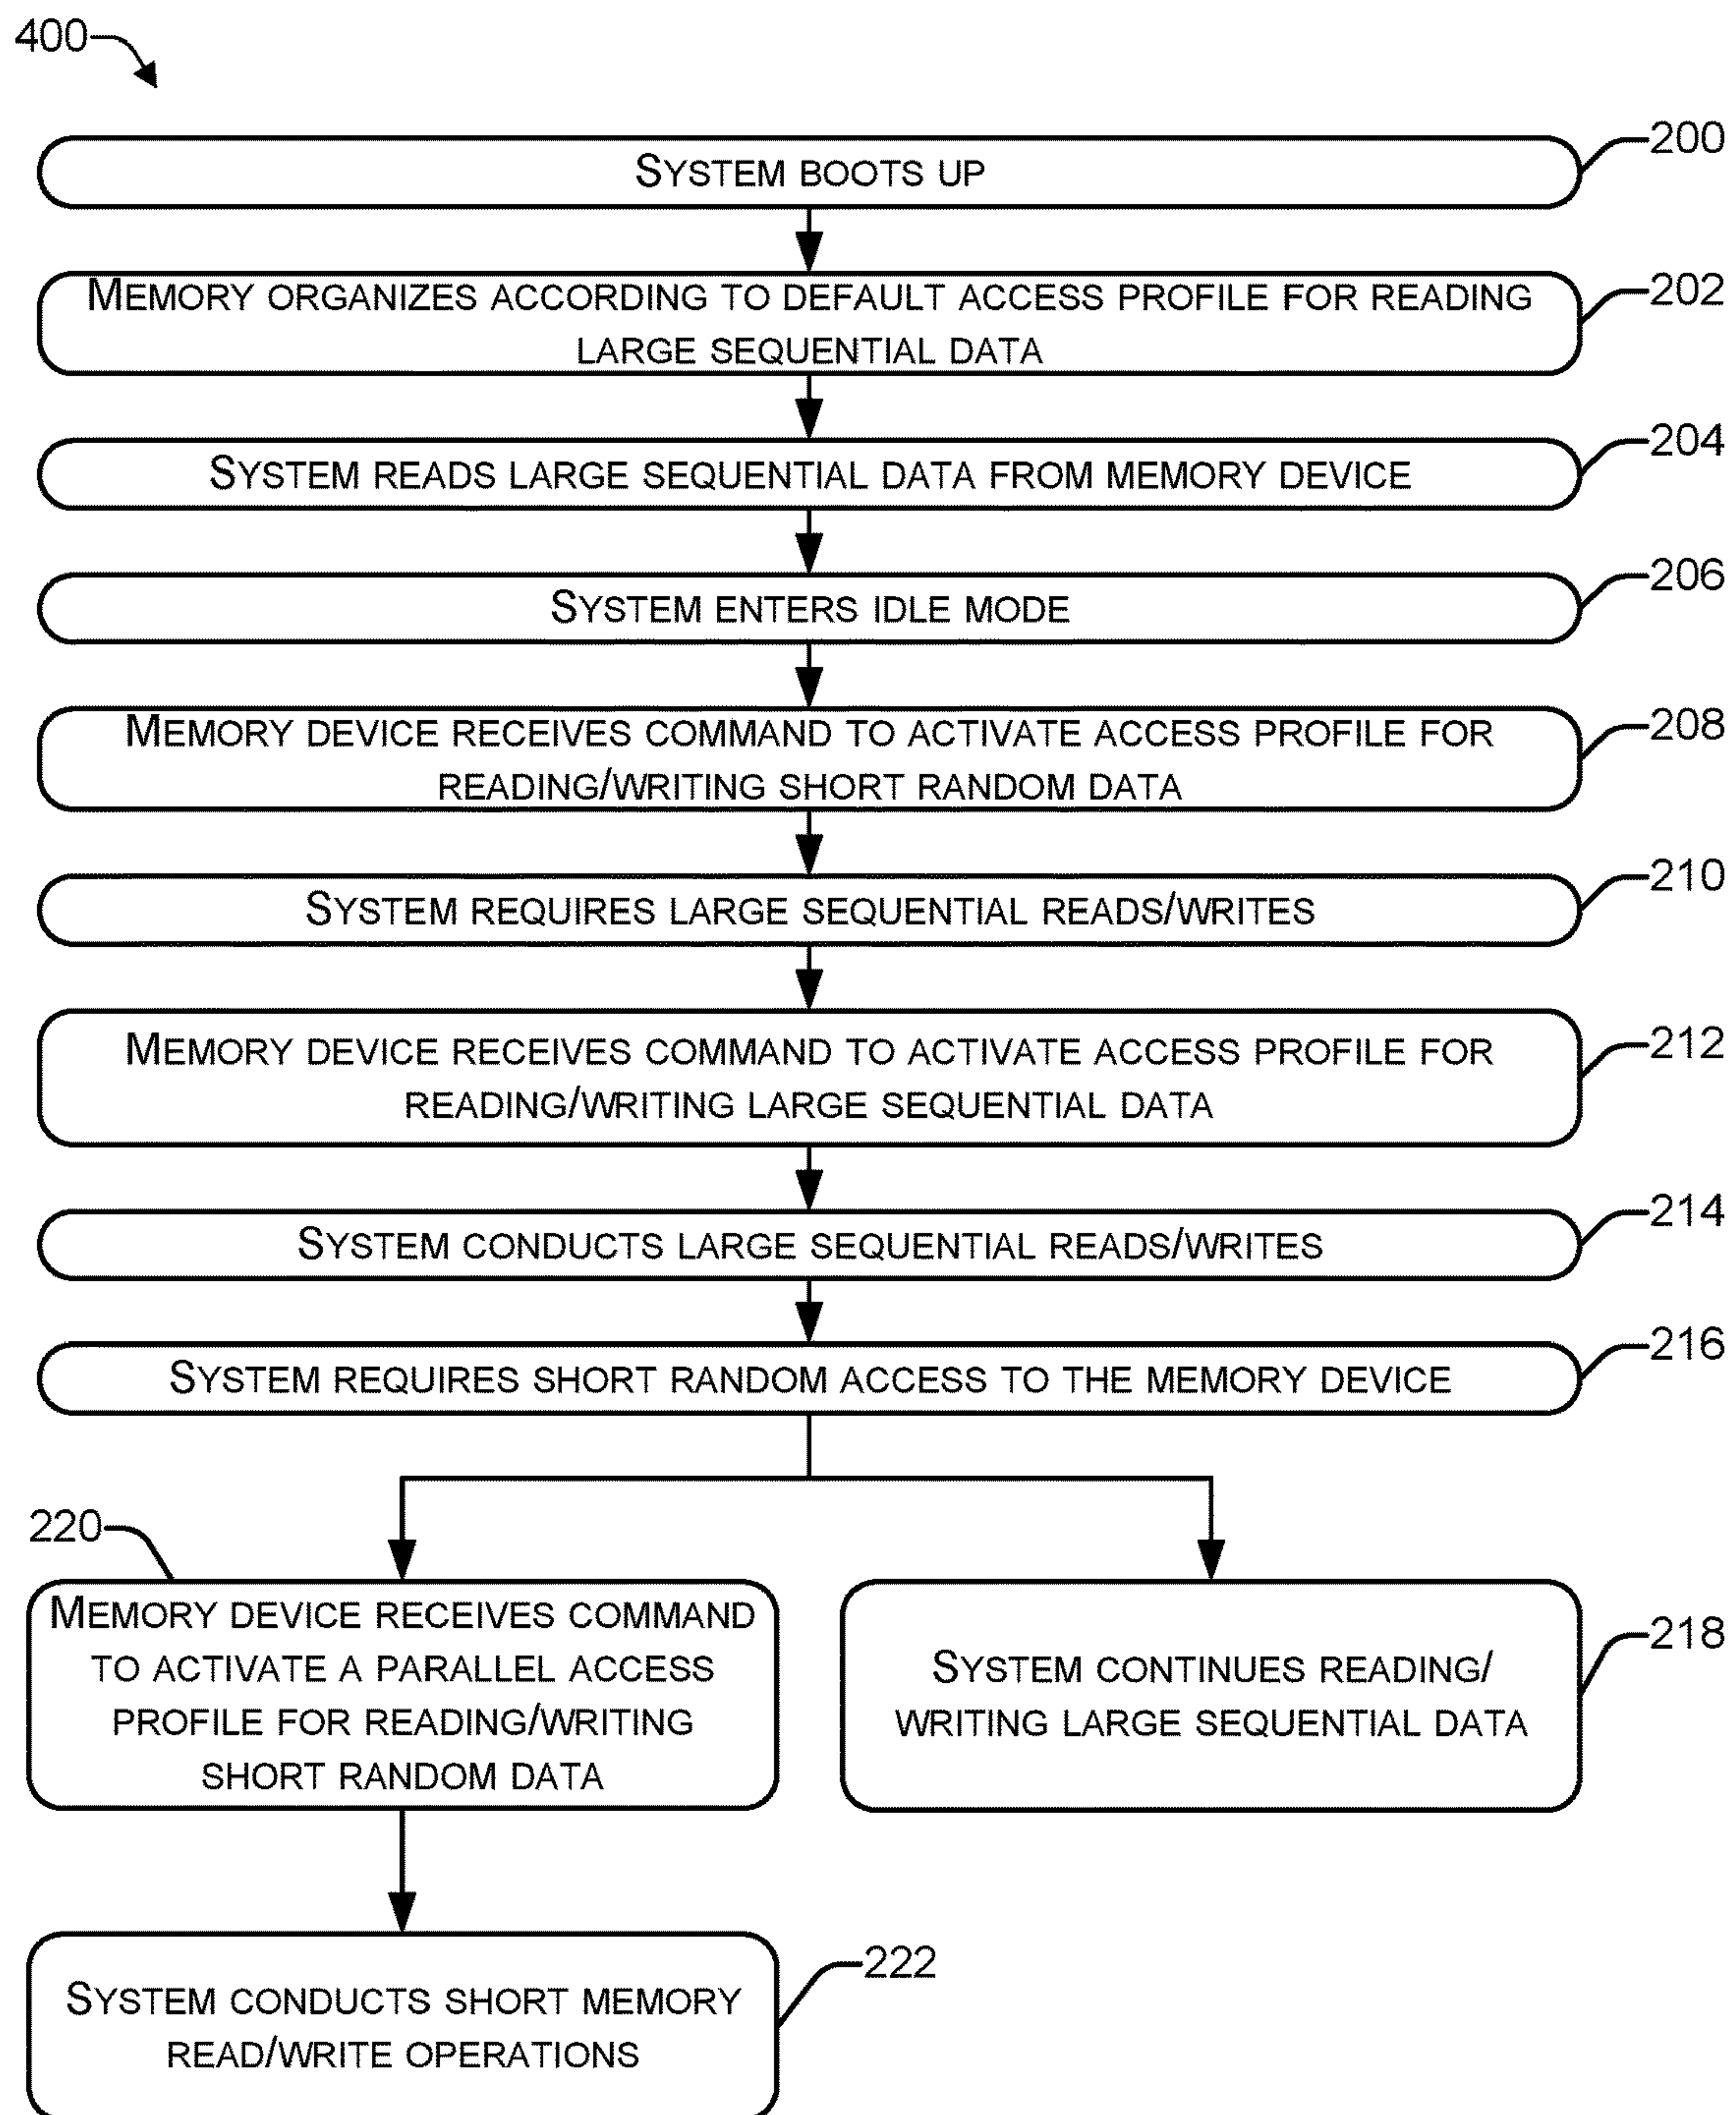 400
SYSTEM BOOTS UP
200
MEMORY ORGANIZES ACCORDING TO DEFAULT ACCESS PROFILE FOR READING
LARGE SEQUENTIAL DATA
202
SYSTEM READS LARGE SEQUENTIAL DATA FROM MEMORY DEVICE
204
SYSTEM ENTERS IDLE MODE
206
MEMORY DEVICE RECEIVES COMMAND TO ACTIVATE ACCESS PROFILE FOR
READING/WRITING SHORT RANDOM DATA
208
SYSTEM REQUIRES LARGE SEQUENTIAL READS/WRITES
210
MEMORY DEVICE RECEIVES COMMAND TO ACTIVATE ACCESS PROFILE FOR
READING/WRITING LARGE SEQUENTIAL DATA
212
SYSTEM CONDUCTS LARGE SEQUENTIAL READS/WRITES
214
SYSTEM REQUIRES SHORT RANDOM ACCESS TO THE MEMORY DEVICE
216
220
MEMORY DEVICE RECEIVES COMMAND
TO ACTIVATE A PARALLEL ACCESS
PROFILE FOR READING/WRITING
SHORT RANDOM DATA
SYSTEM CONTINUES READING/
WRITING LARGE SEQUENTIAL DATA
218
SYSTEM CONDUCTS SHORT MEMORY
READ/WRITE OPERATIONS
222